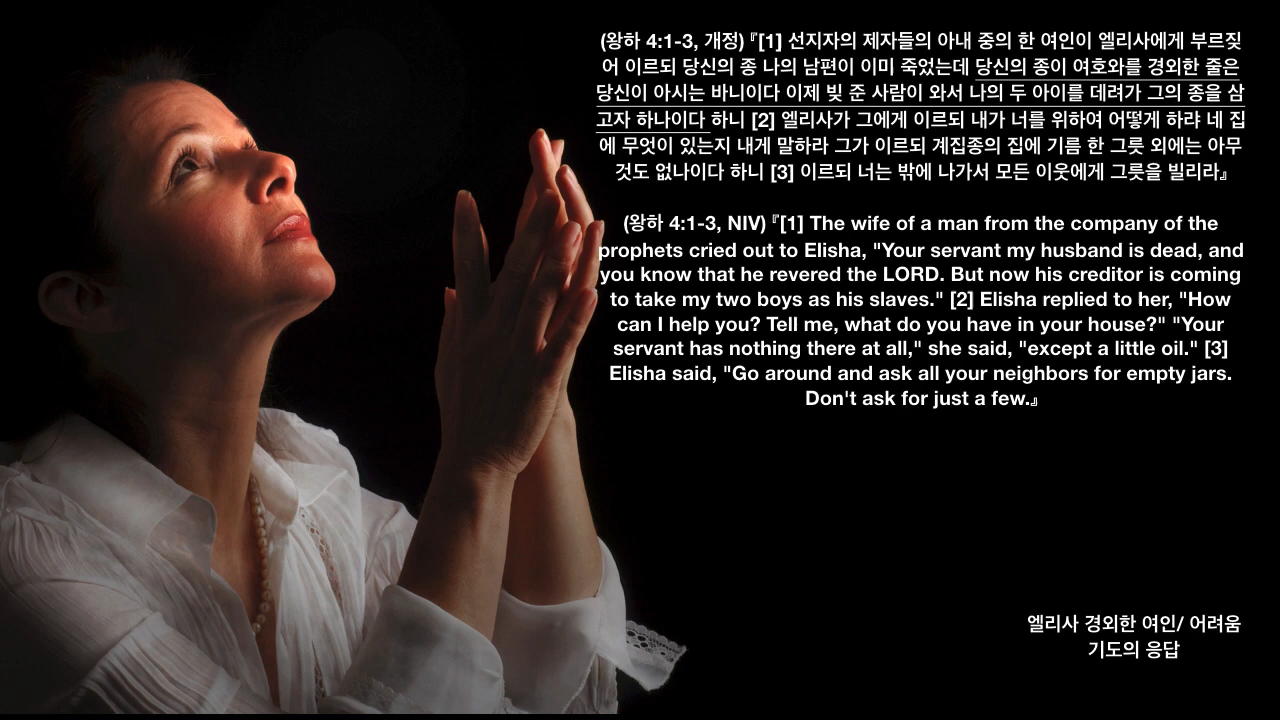 (왕하 4:1-3, 개정)『[1] 선지자의 제자들의 아내 중의 한 여인이 엘리사에게 부르짖
어 이르되 당신의 종 나의 남편이 이미 죽었는데 당신의 종이 여호와를 경외한 줄은
당신이 아시는 바니이다 이제 빚 준 사람이 와서 나의 두 아이를 데려가 그의 종을 삼
고자 하나이다 하니 [2] 엘리사가 그에게 이르되 내가 너를 위하여 어떻게 하랴 네 집
에 무엇이 있는지 내게 말하라 그가 이르되 계집종의 집에 기름 한 그릇 외에는 아무
것도 없나이다 하니 [3] 이르되 너는 밖에 나가서 모든 이웃에게 그릇을 빌리라』
(왕하 4:1-3, NIV)『[1] The wife of a man from the company of the
prophets cried out to Elisha, "Your servant my husband is dead, and
you know that he revered the LORD. But now his creditor is coming
to take my two boys as his slaves." [2] Elisha replied to her, "How
can I help you? Tell me, what do you have in your house?" "Your
servant has nothing there at all," she said, "except a little oil." [3]
Elisha said, "Go around and ask all your neighbors for empty jars.
Don't ask for just a few.』
엘리사 경외한 여인/ 어려움
기도의 응답